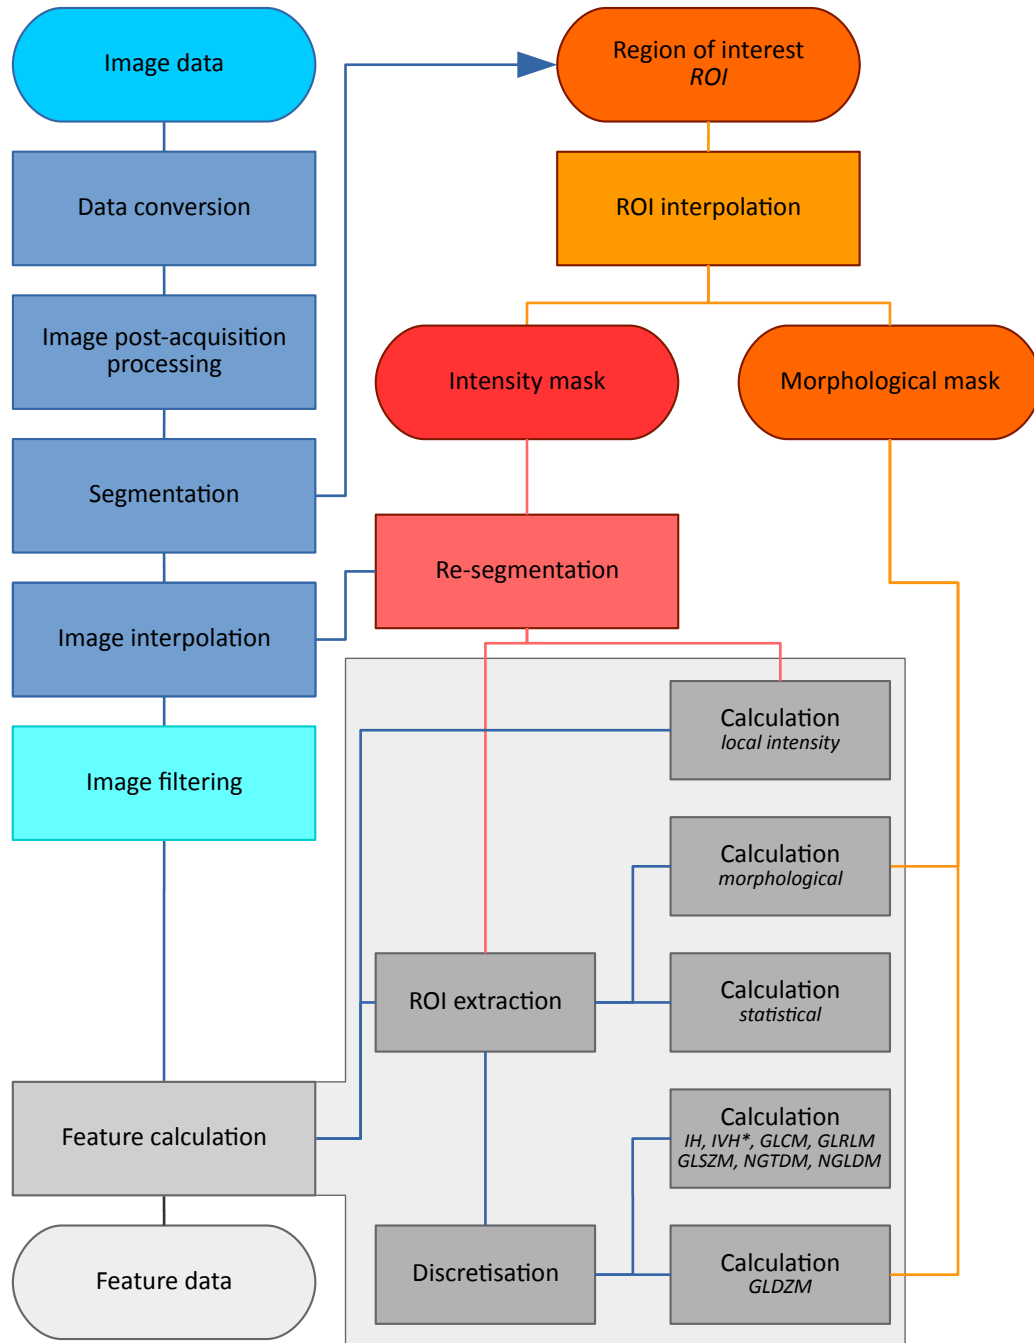 Image data
Data conversion
Image post-acquisition
processing
Segmentation
Image interpolation
Image filtering
Feature calculation
Feature data
Region of interest
ROI
ROI interpolation
Intensity mask
Morphological mask
Re-segmentation
Calculation
local intensity
Calculation
morphological
ROI extraction
Calculation
statistical
Calculation
IH, IVH*, GLCM, GLRLM
GLSZM, NGTDM, NGLDM
Discretisation
Calculation
GLDZM